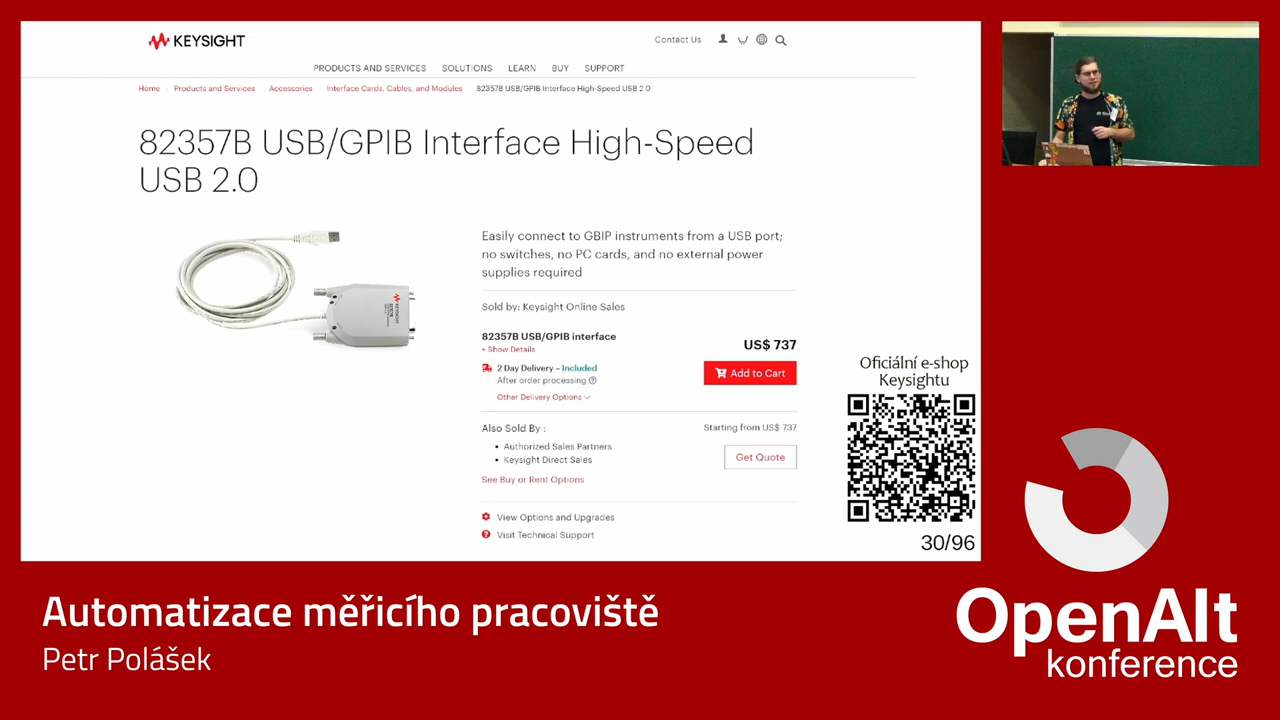 KEYSIGHT
Contact Us
PRODUCTS AND SERVICES SOLUTIONS LEARN BUY SUPPORT
Home Products and Services Accessories Interface Cards, Cables, and Modules 82357B USB/GPIB Interface High-Speed USB 2.0
82357B USB/GPIB Interface High-Speed
USB 2.0
Easily connect to GBIP instruments from a USB port;
no switches, no PC cards, and no external power
supplies required
Sold by: Keysight Online Sales
82357B USB/GPIB interface
US$ 737
+ Show Details
2 Day Delivery – Included
After order processing
Add to Cart
Other Delivery Options
Also Sold By :
Starting from US$ 737
• Authorized Sales Partners
• Keysight Direct Sales
Get Quote
See Buy or Rent Options
View Options and Upgrades
Visit Technical Support
KEYSIGHT
Oficiální e-shop
Keysightu
30/96
Automatizace měřicího pracoviště
Petr Polášek
OpenAlt
konference